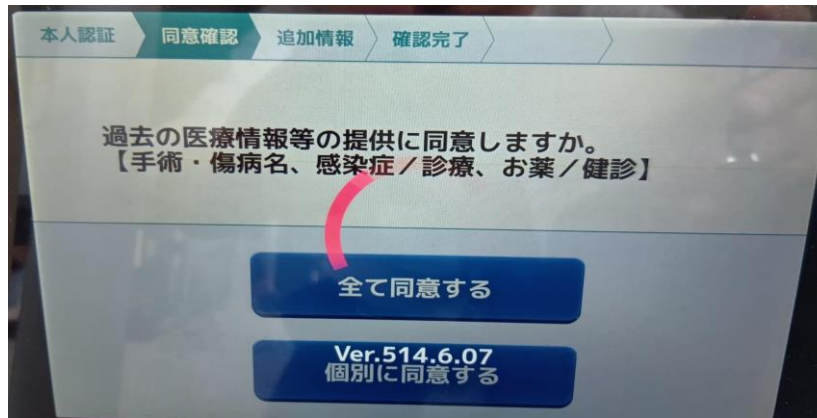 本人認証 同意確認 追加情報 確認完了
過去の医療情報等の提供に同意しますか。
【手術・傷病名、感染症／診療、お薬／健診】
全て同意する
Ver.514.6.07
個別に同意する